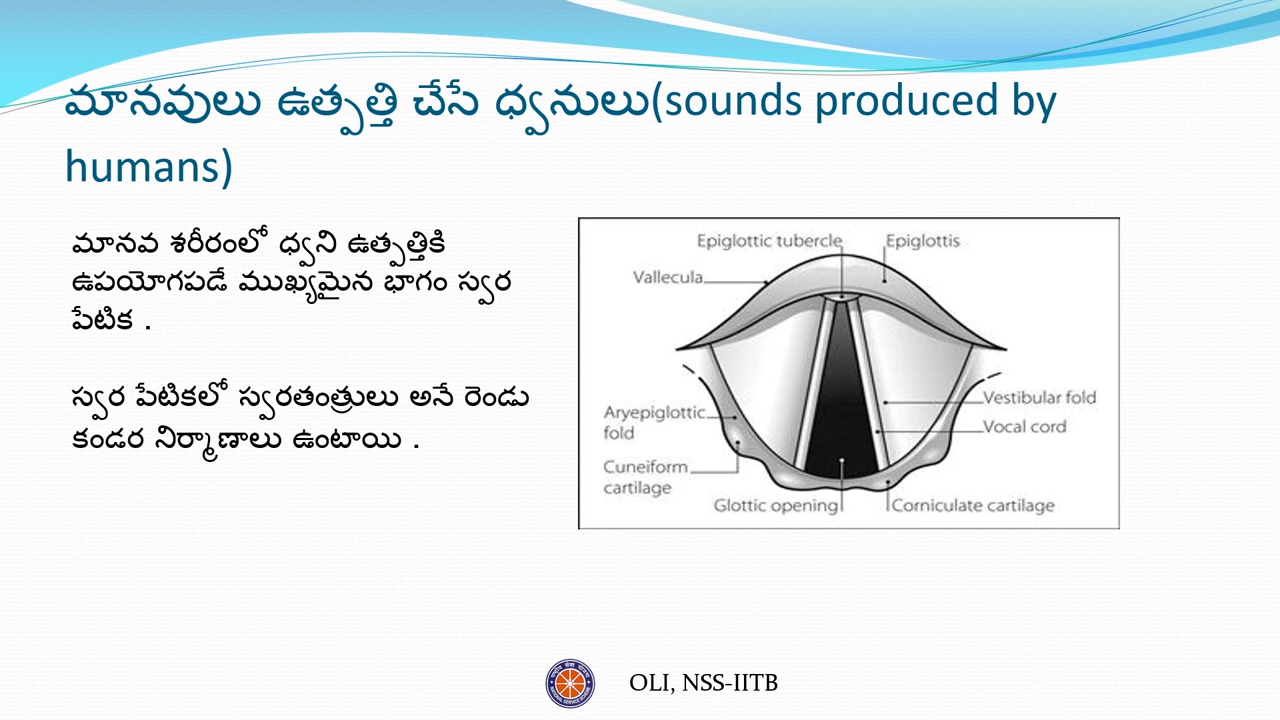 మానవులు ఉత్పత్తి చేసే ధ్వనులు(sounds produced by
humans)
మానవ శరీరంలో ధ్వని ఉత్పత్తికి
ఉపయోగపడే ముఖ్యమైన భాగం స్వర
పేటిక .
స్వర పేటికలో స్వరతంత్రులు అనే రెండు
కండర నిర్మాణాలు ఉంటాయి .
Epiglottic tubercle
Epiglottis
Vallecula
Vestibular fold
Aryepiglottic
fold
Vocal cord
Cuneiform
cartilage
Glottic opening
Corniculate cartilage
OLI, NSS-IITB